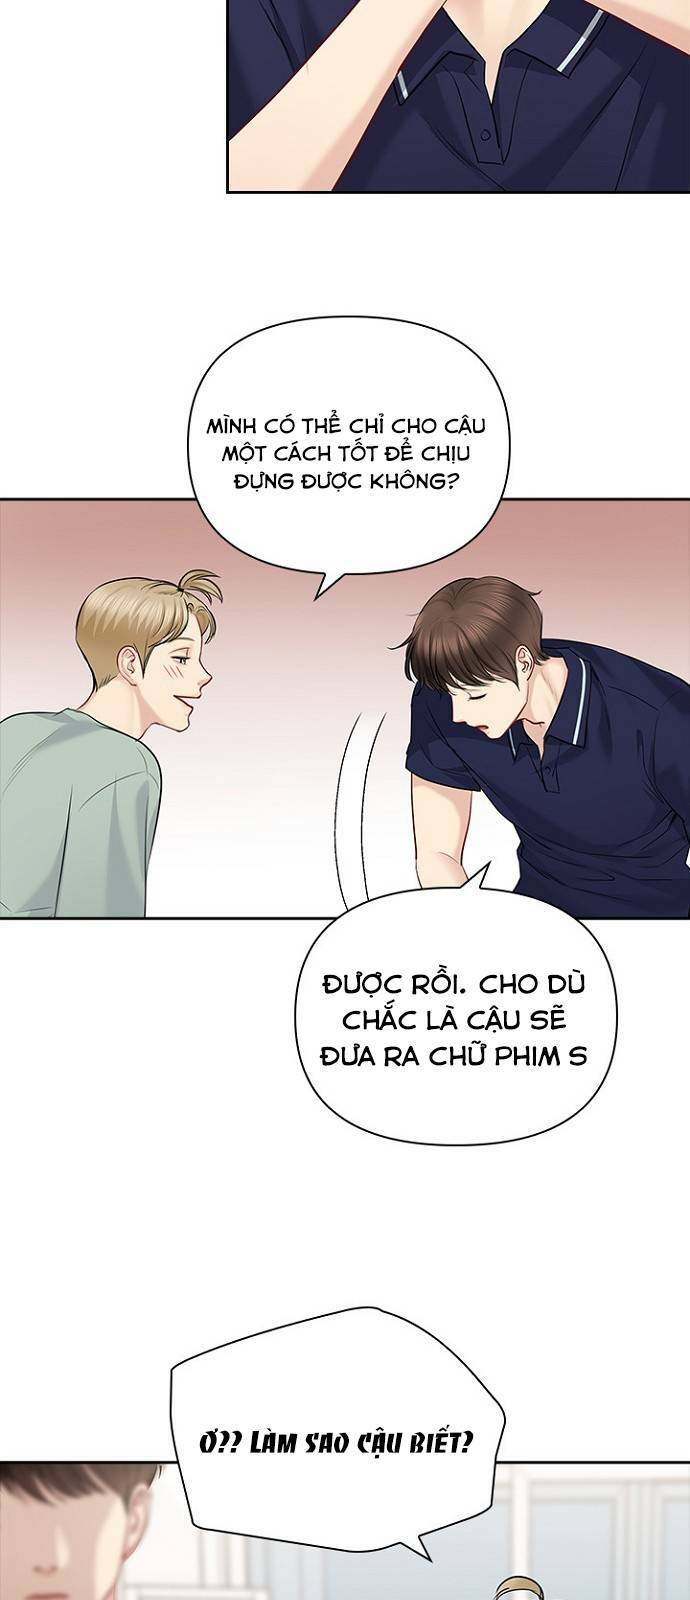 MÌNH CÓ THỂ CHỈ CHO CẬU
MỘT CÁCH TỐT ĐỂ CHỊU
ĐỰNG ĐƯỢC KHÔNG?
ĐƯỢC RỒI. CHO DÙ
CHẮC LÀ CẬU SẼ
ĐƯA RA CHỮ PHIM S
Ơ?? LÀM SAO CẬU BIẾT?